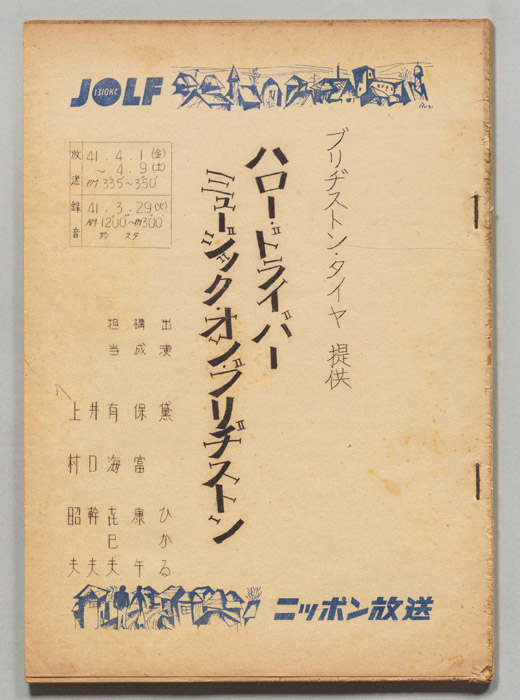 JOLF
1310KC
ブリヂストン・タイヤ 提供
ハロー・ドライバー
ミュージック・オン・ブリヂストン
放送
41. 4. 1 (金)
～ 4. 9 (土)
PM 335～350
録音
41. 3. 29 (火)
PM 300
於 スタ
出演 黛 ひかる
構成 保富 康午
担当 有海 㐂巳夫
井口 幹夫
上村 昭夫
ニッポン放送